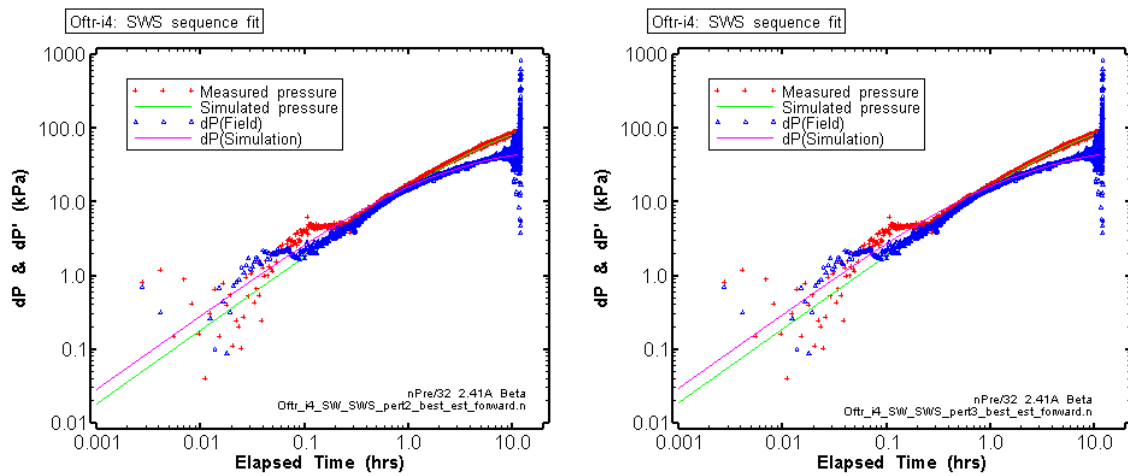 Oftr-i4: SWS sequence fit
1000
100.0
10.0
1.0
0.1
0.01
dP & dP' (kPa)
Measured pressure
Simulated pressure
dP(Field)
dP(Simulation)
nPre/32 2.41A Beta
Oftr_i4_SW_SWS_pert2_best_est_forward.n
0.001
0.01
0.1
1.0
10.0
Elapsed Time (hrs)
Oftr-i4: SWS sequence fit
1000
100.0
10.0
1.0
0.1
0.01
dP & dP' (kPa)
Measured pressure
Simulated pressure
dP(Field)
dP(Simulation)
nPre/32 2.41A Beta
Oftr_i4_SW_SWS_pert3_best_est_forward.n
0.001
0.01
0.1
1.0
10.0
Elapsed Time (hrs)